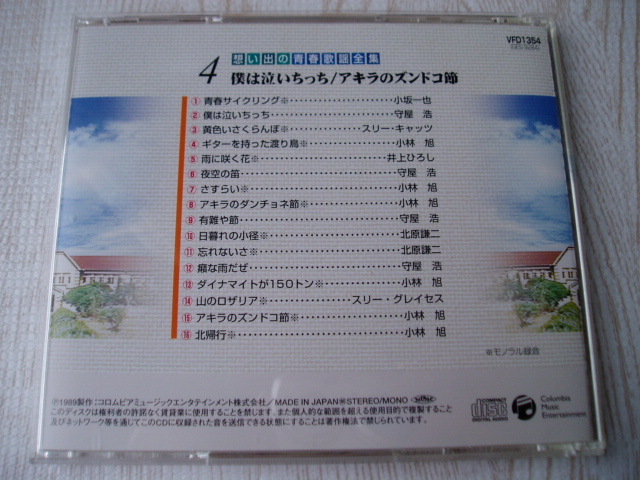 VFD1354
想い出の青春歌謡全集
4 僕は泣いちっち/アキラのズンドコ節
① 青春サイクリング※ 小坂一也
② 僕は泣いちっち 守屋 浩
③ 黄色いさくらんぼ※ スリー・キャッツ
④ ギターを持った渡り鳥※ 小林 旭
⑤ 雨に咲く花※ 井上ひろし
⑥ 夜空の笛 守屋 浩
⑦ さすらい※ 小林 旭
⑧ アキラのダンチョネ節※ 小林 旭
⑨ 有難や節 守屋 浩
⑩ 日暮れの小径※ 北原謙二
⑪ 忘れないさ※ 北原謙二
⑫ 癪な雨だぜ 守屋 浩
⑬ ダイナマイトが150トン※ 小林 旭
⑭ 山のロザリア※ スリー・グレイセス
⑮ アキラのズンドコ節※ 小林 旭
⑯ 北帰行※ 小林 旭
※モノラル録音
Ⓟ1989製作:コロムビアミュージックエンタテインメント株式会社/MADE IN JAPAN STEREO/MONO
このディスクは権利者の許諾なく賃貸業に使用することを禁じます。また個人的な範囲を超える使用目的で複製すること
及びネットワーク等を通じてこのCDに収録された音を送信できる状態にすることは著作権法で禁じられています。
COMPACT
disc
DIGITAL AUDIO
Columbia
Music
Entertainment